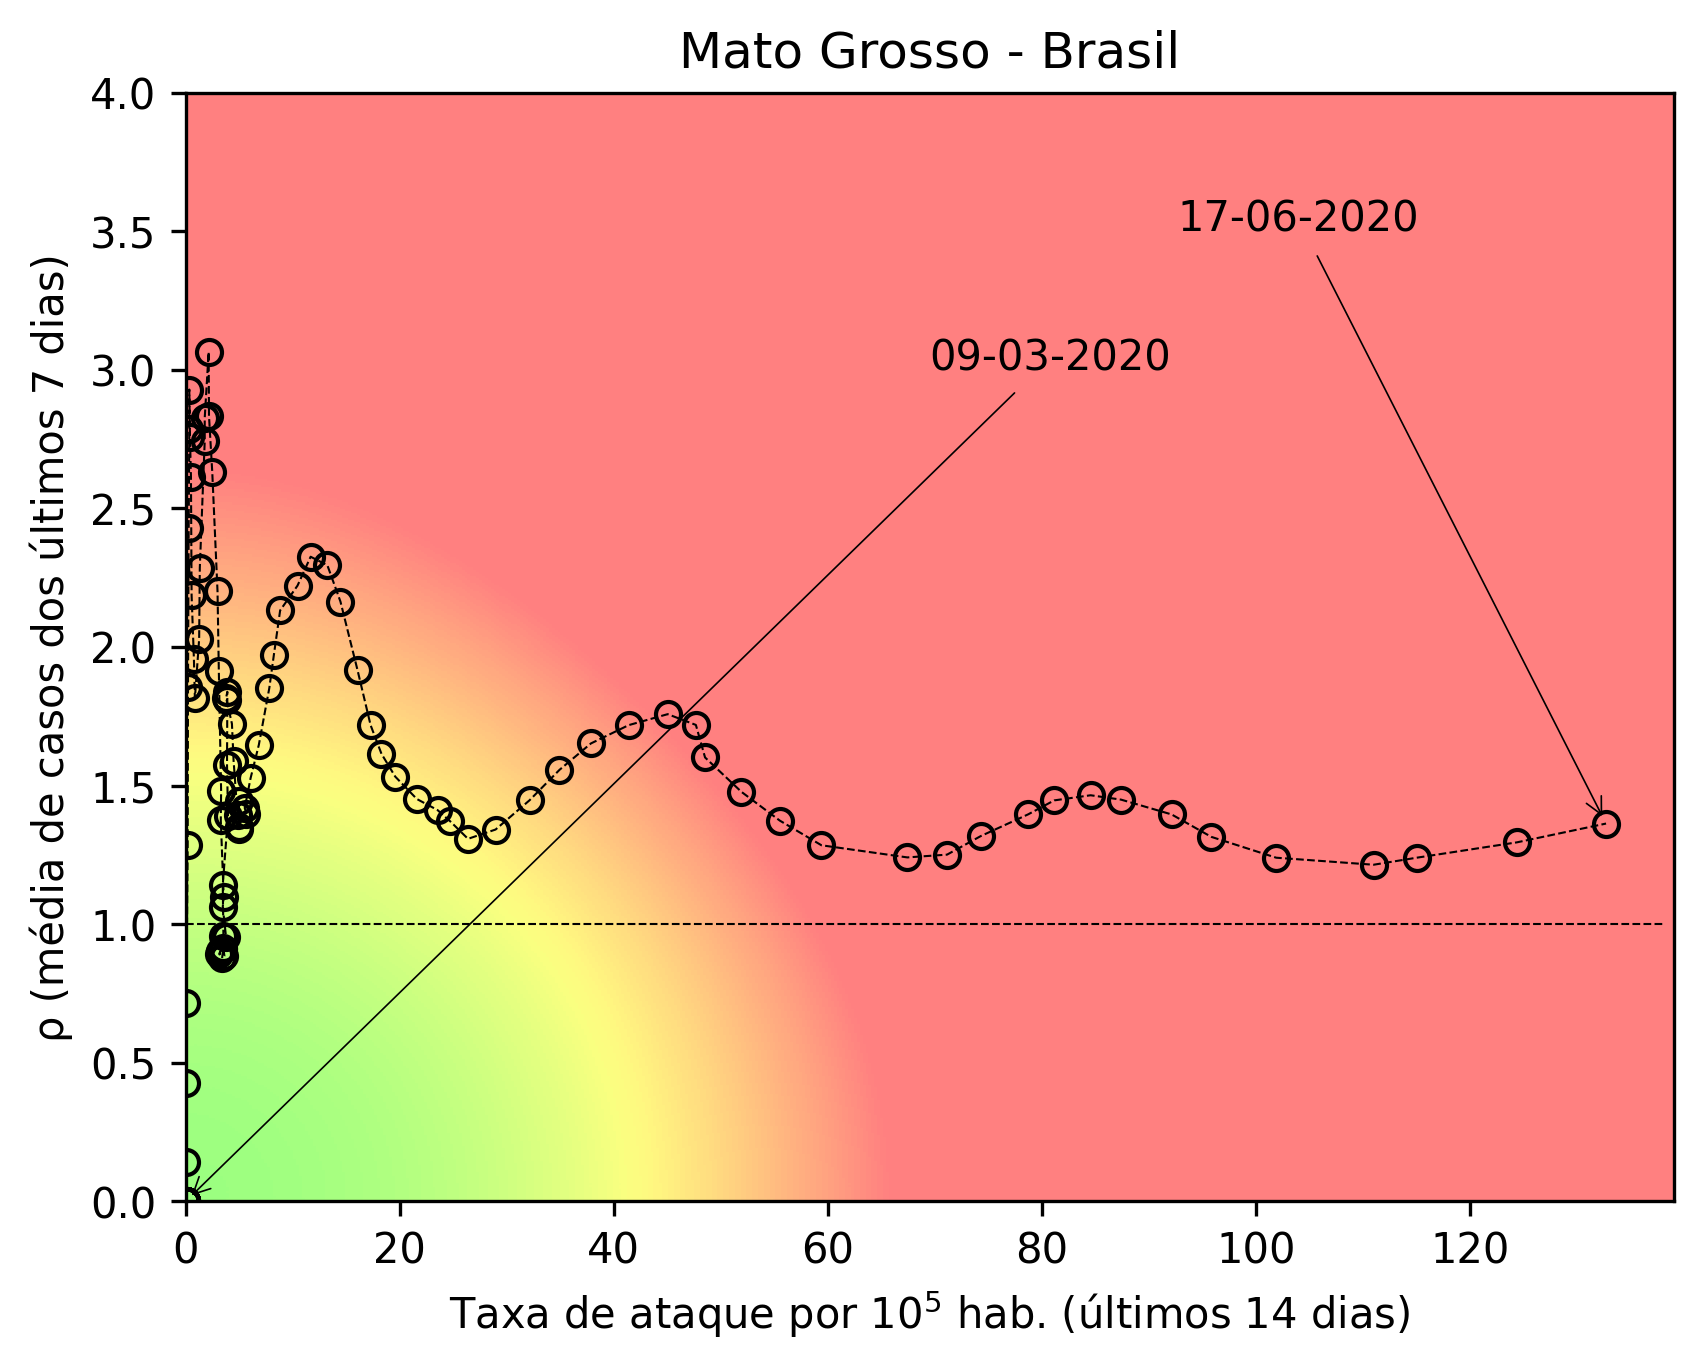 Mato Grosso - Brasil
4.0
3.5
3.0
2.5
2.0
1.5
1.0
0.5
0.0
ρ (média de casos dos últimos 7 dias)
17-06-2020
09-03-2020
0 20 40 60 80 100 120
Taxa de ataque por 10⁵ hab. (últimos 14 dias)